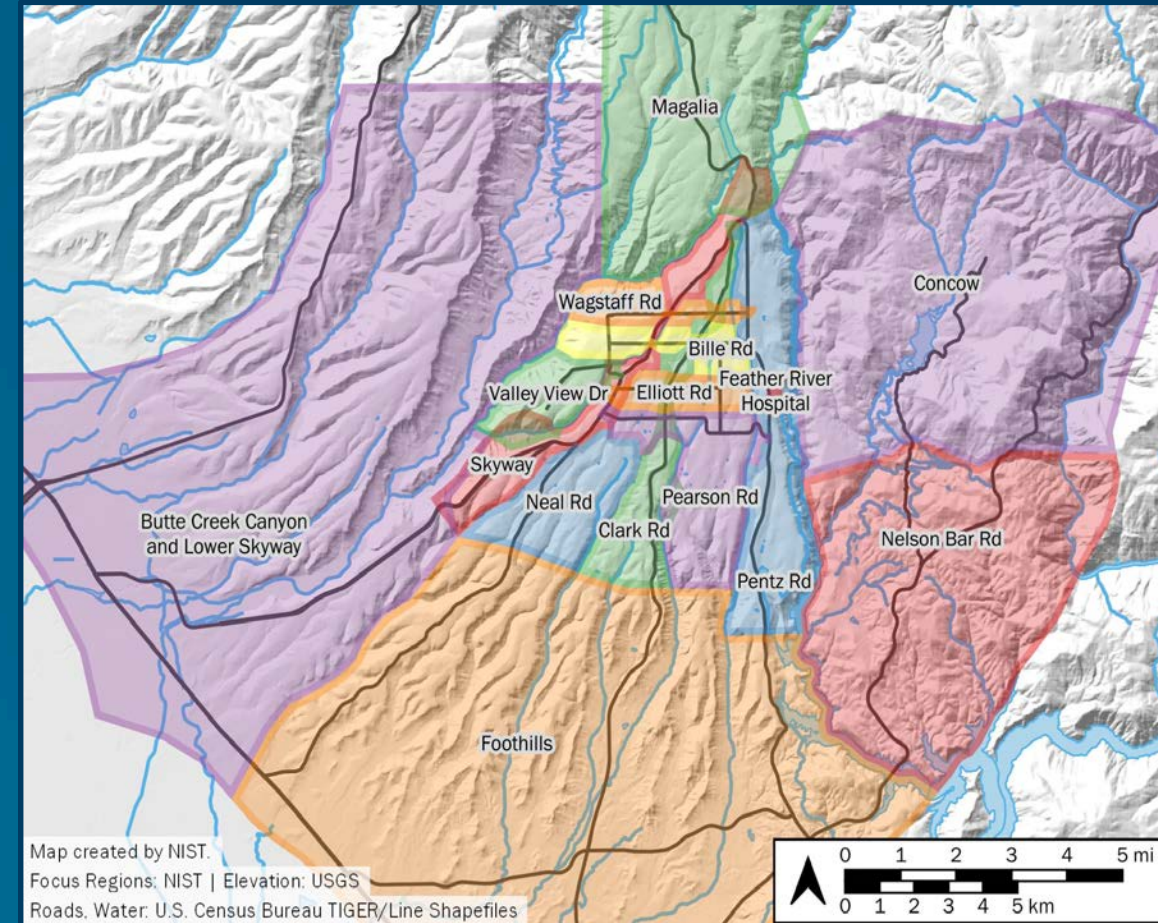 Magalia
Concow
Wagstaff Rd
Bille Rd
Valley View Dr
Elliott Rd
Feather River
Hospital
Skyway
Neal Rd
Pearson Rd
Butte Creek Canyon
and Lower Skyway
Clark Rd
Nelson Bar Rd
Pentz Rd
Foothills
Map created by NIST.
Focus Regions: NIST | Elevation: USGS
Roads, Water: U.S. Census Bureau TIGER/Line Shapefiles
0 1 2 3 4 5 mi
0 1 2 3 4 5 km